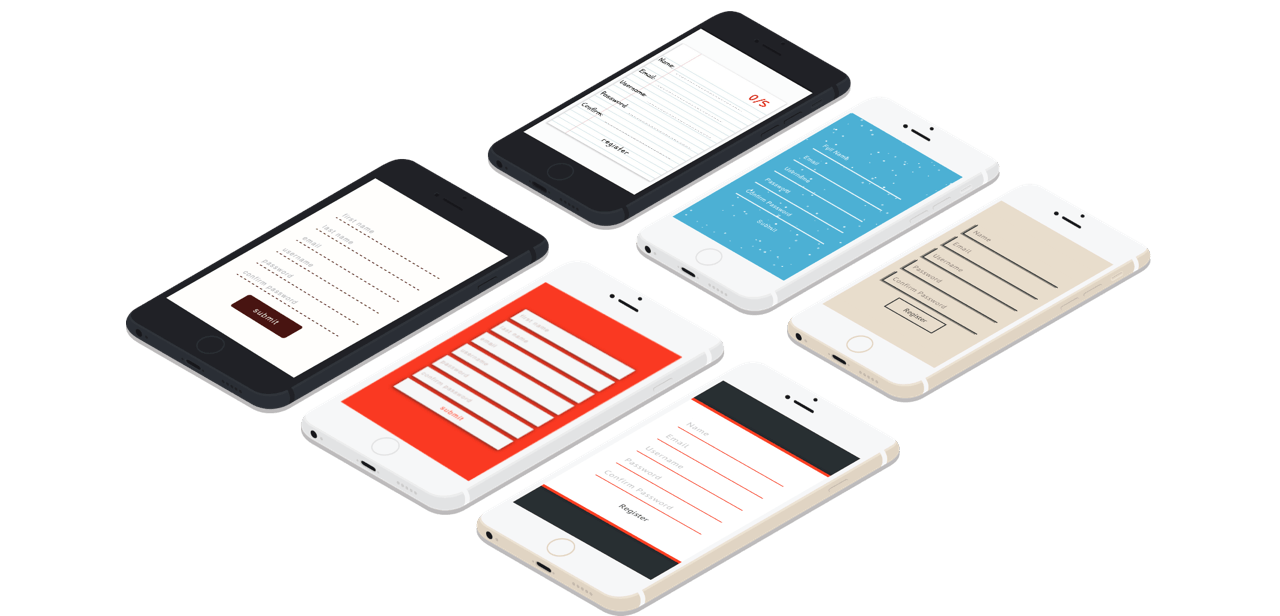 Name:
Email:
Username:
Password:
Confirm:
register
0/5
Full Name
Email
Username
Password
Confirm Password
Submit
Name
Email
Username
Password
Confirm Password
Register
first name
last name
email
username
password
confirm password
submit
first name
last name
email
username
password
confirm password
submit
Name
Email
Username
Password
Confirm Password
Register